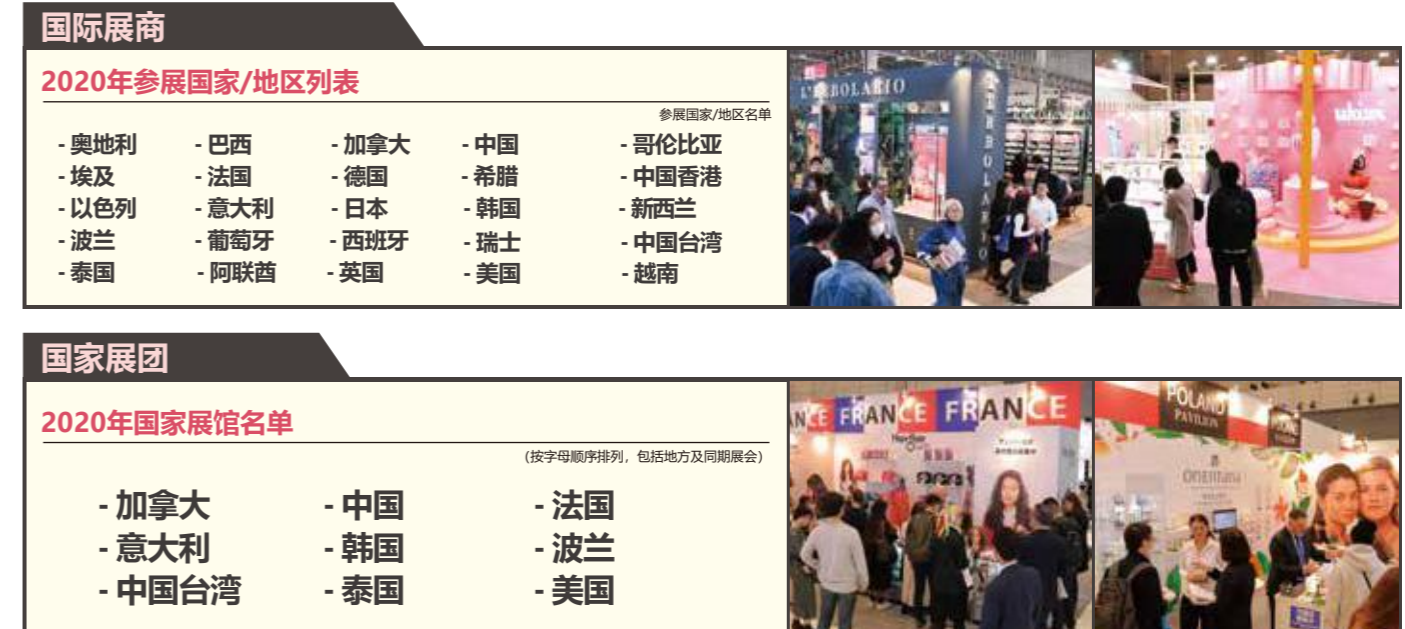 国际展商
2020年参展国家/地区列表
参展国家/地区名单
- 奥地利 - 巴西 - 加拿大 - 中国 - 哥伦比亚
- 埃及 - 法国 - 德国 - 希腊 - 中国香港
- 以色列 - 意大利 - 日本 - 韩国 - 新西兰
- 波兰 - 葡萄牙 - 西班牙 - 瑞士 - 中国台湾
- 泰国 - 阿联酋 - 英国 - 美国 - 越南
L'ERBOLARIO
ERBOLARIO
国家展团
2020年国家展馆名单
(按字母顺序排列，包括地方及同期展会)
- 加拿大 - 中国 - 法国
- 意大利 - 韩国 - 波兰
- 中国台湾 - 泰国 - 美国
FRANCE FRANCE
POLAND
PAVILION